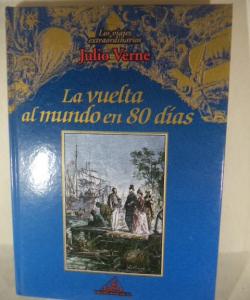 Los viajes
extraordinarios
Julio Verne
La vuelta
al mundo en 80 días